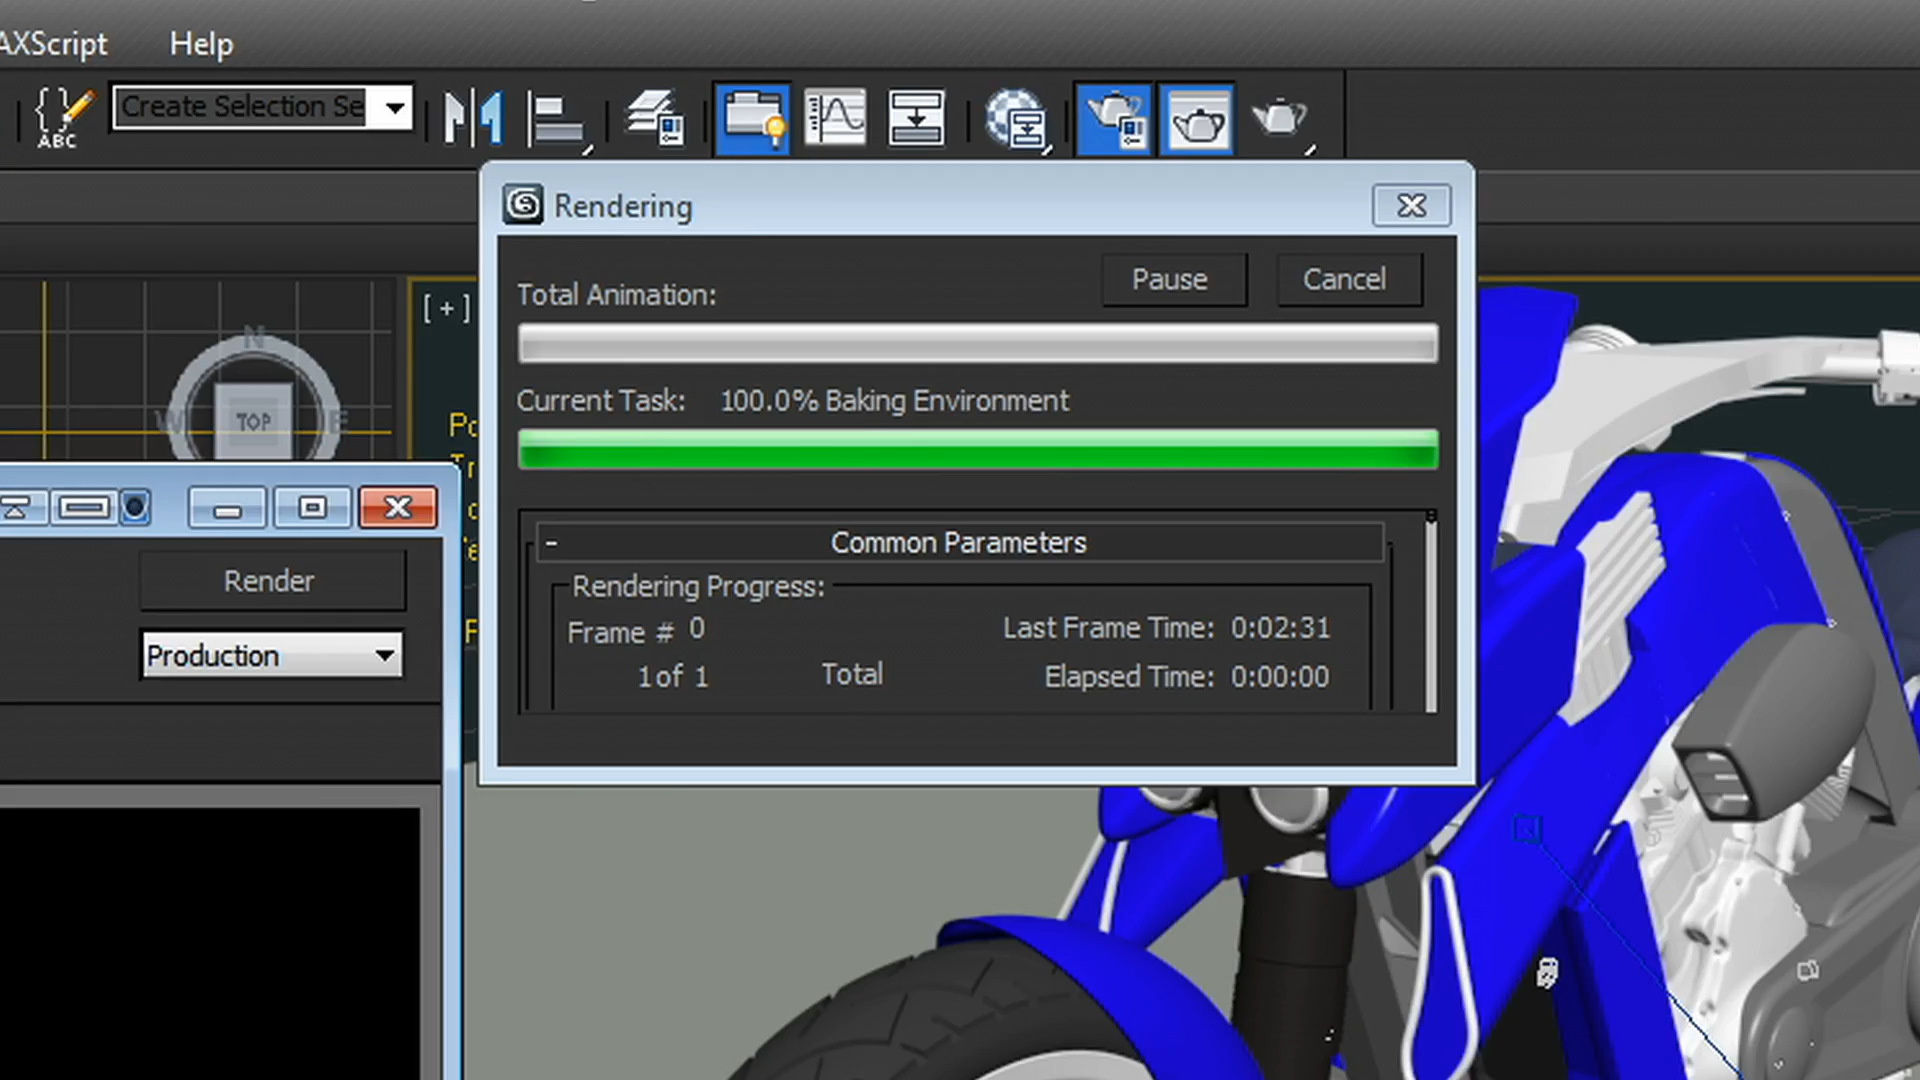 AXScript Help
ABC
Create Selection Se
Rendering
Pause Cancel
Total Animation:
[ + ]
N
W TOP E
Current Task: 100.0% Baking Environment
Common Parameters
Render
Rendering Progress:
Frame # 0
Last Frame Time: 0:02:31
Production
1 of 1 Total
Elapsed Time: 0:00:00